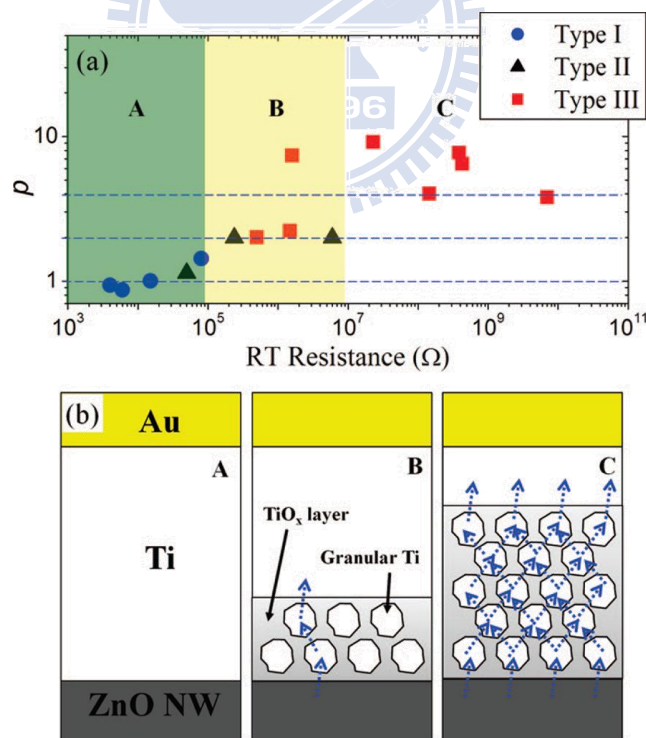 (a)
A
B
C
96
Type I
Type II
Type III
p
10
1
10³
10⁵
10⁷
10⁹
10¹¹
RT Resistance (Ω)
(b)
Au
A
Ti
ZnO NW
B
TiOₓ layer
Granular Ti
C